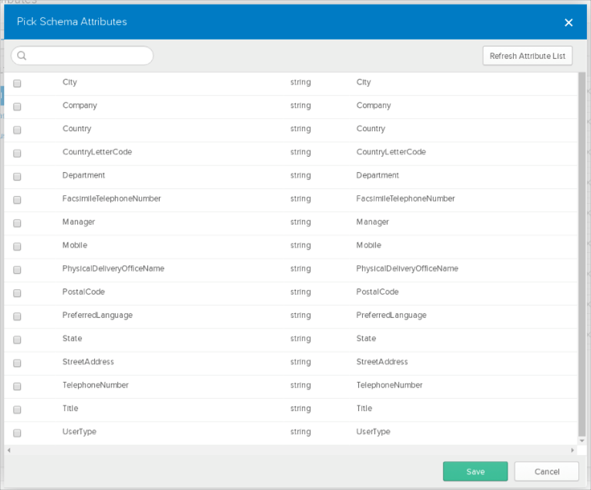 Pick Schema Attributes
Refresh Attribute List
City string City
Company string Company
Country string Country
CountryLetterCode string CountryLetterCode
Department string Department
FacsimileTelephoneNumber string FacsimileTelephoneNumber
Manager string Manager
Mobile string Mobile
PhysicalDeliveryOfficeName string PhysicalDeliveryOfficeName
PostalCode string PostalCode
PreferredLanguage string PreferredLanguage
State string State
StreetAddress string StreetAddress
TelephoneNumber string TelephoneNumber
Title string Title
UserType string UserType
Save Cancel